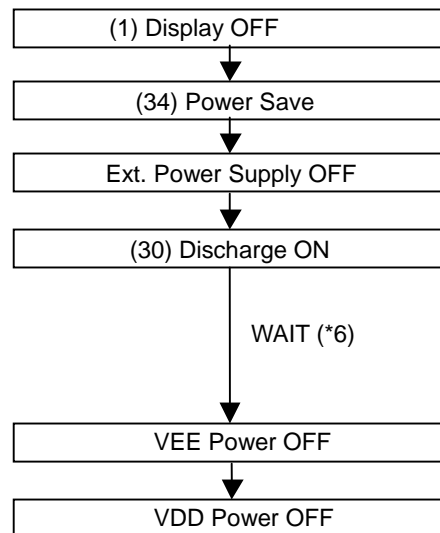 (1) Display OFF
(34) Power Save
Ext. Power Supply OFF
(30) Discharge ON
WAIT (*6)
VEE Power OFF
VDD Power OFF